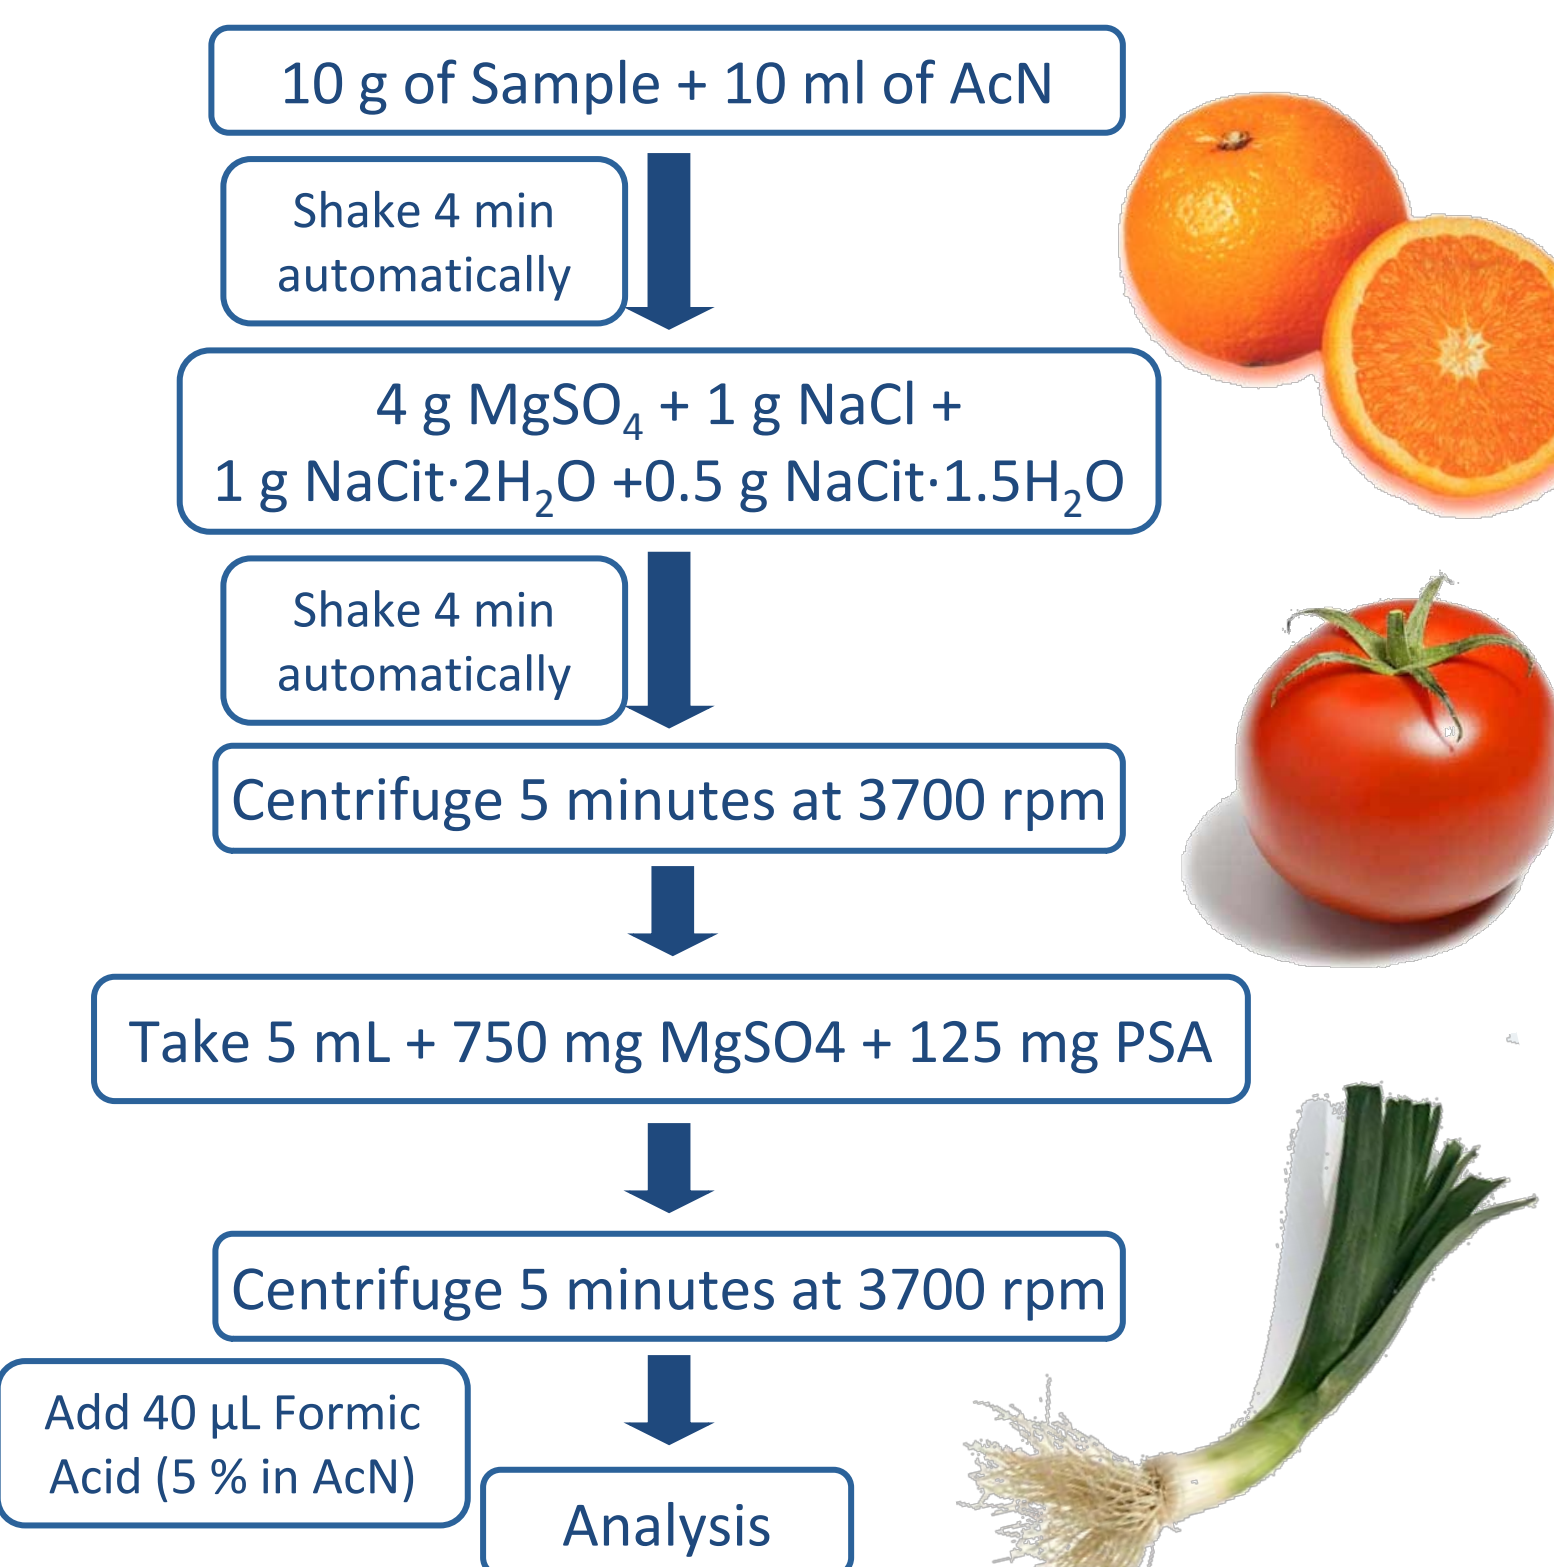 10 g of Sample + 10 ml of AcN
Shake 4 min
automatically
4 g MgSO₄ + 1 g NaCl +
1 g NaCit·2H₂O +0.5 g NaCit·1.5H₂O
Shake 4 min
automatically
Centrifuge 5 minutes at 3700 rpm
Take 5 mL + 750 mg MgSO4 + 125 mg PSA
Centrifuge 5 minutes at 3700 rpm
Add 40 µL Formic
Acid (5 % in AcN)
Analysis